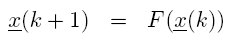 x(k + 1) = F(x(k))